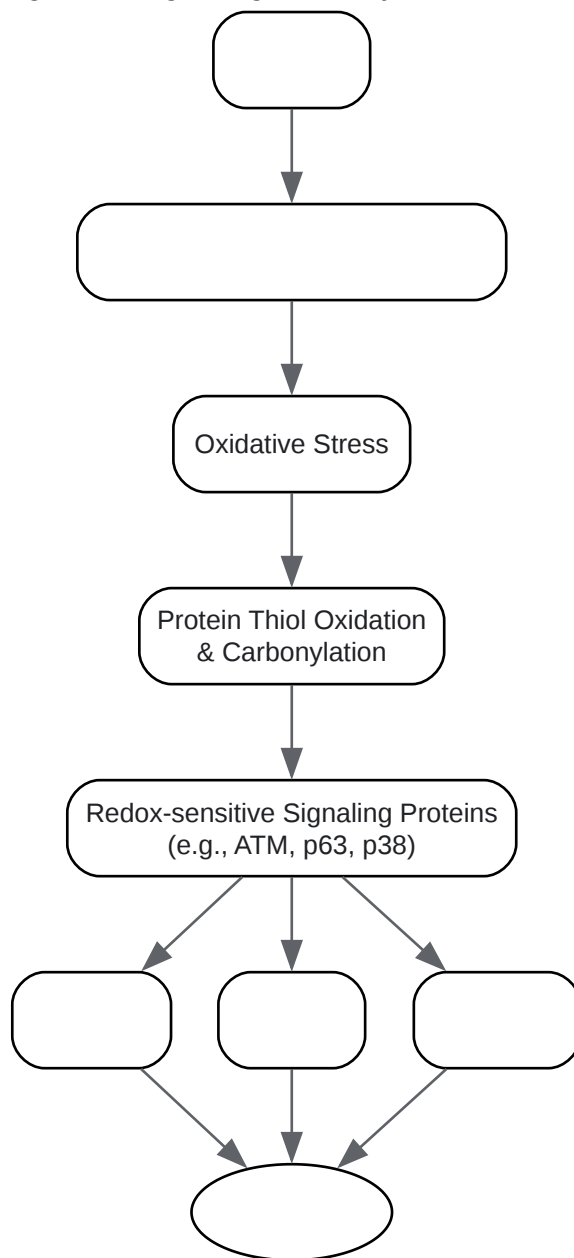 Oxidative Stress
Protein Thiol Oxidation
& Carbonylation
Redox-sensitive Signaling Proteins
(e.g., ATM, p63, p38)